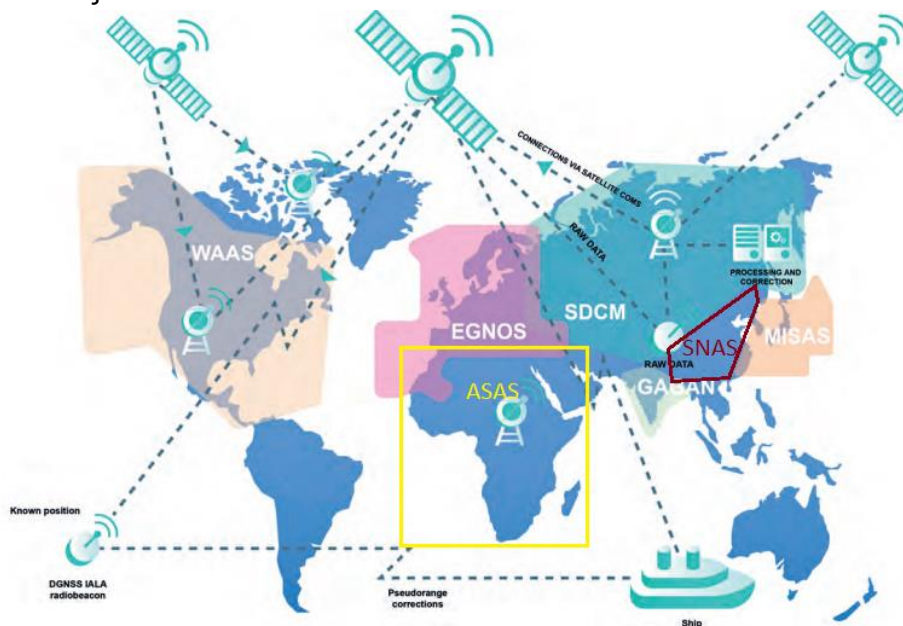 CONNECTIONS VIA SATELLITE COMS
WAAS
RAW DATA
PROCESSING AND
CORRECTION
EGNOS
SDCM
SNAS
MISAS
RAW DATA
GAGAN
ASAS
Known position
DGNSS IALA
radiobeacon
Pseudorange
corrections
Ship